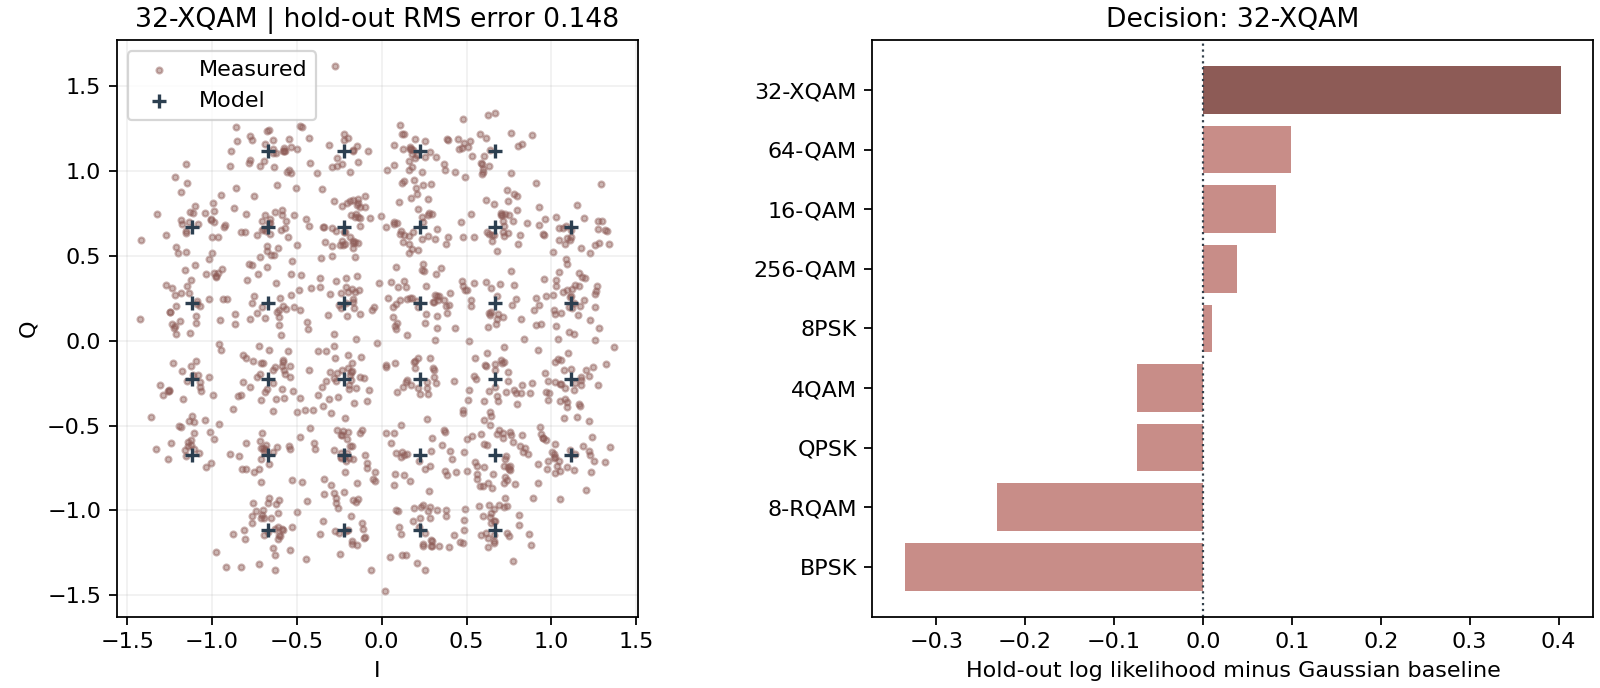 32-XQAM | hold-out RMS error 0.148
Measured
Model
1.5
1.0
0.5
0.0
−0.5
−1.0
−1.5
Q
−1.5 −1.0 −0.5 0.0 0.5 1.0 1.5
I
Decision: 32-XQAM
32-XQAM
64-QAM
16-QAM
256-QAM
8PSK
4QAM
QPSK
8-RQAM
BPSK
−0.3 −0.2 −0.1 0.0 0.1 0.2 0.3 0.4
Hold-out log likelihood minus Gaussian baseline